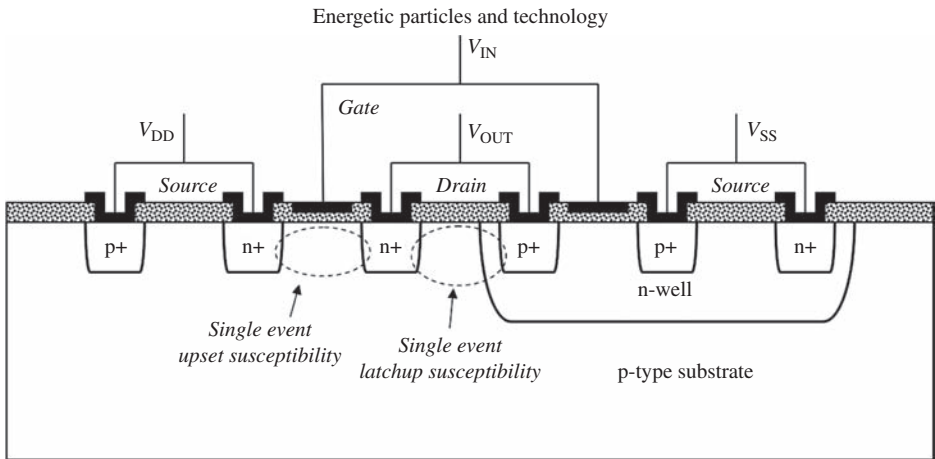 Energetic particles and technology
V_IN
Gate
V_DD
V_OUT
V_SS
Source
Drain
Source
p+
n+
n+
p+
p+
n+
n-well
Single event
upset susceptibility
Single event
latchup susceptibility
p-type substrate